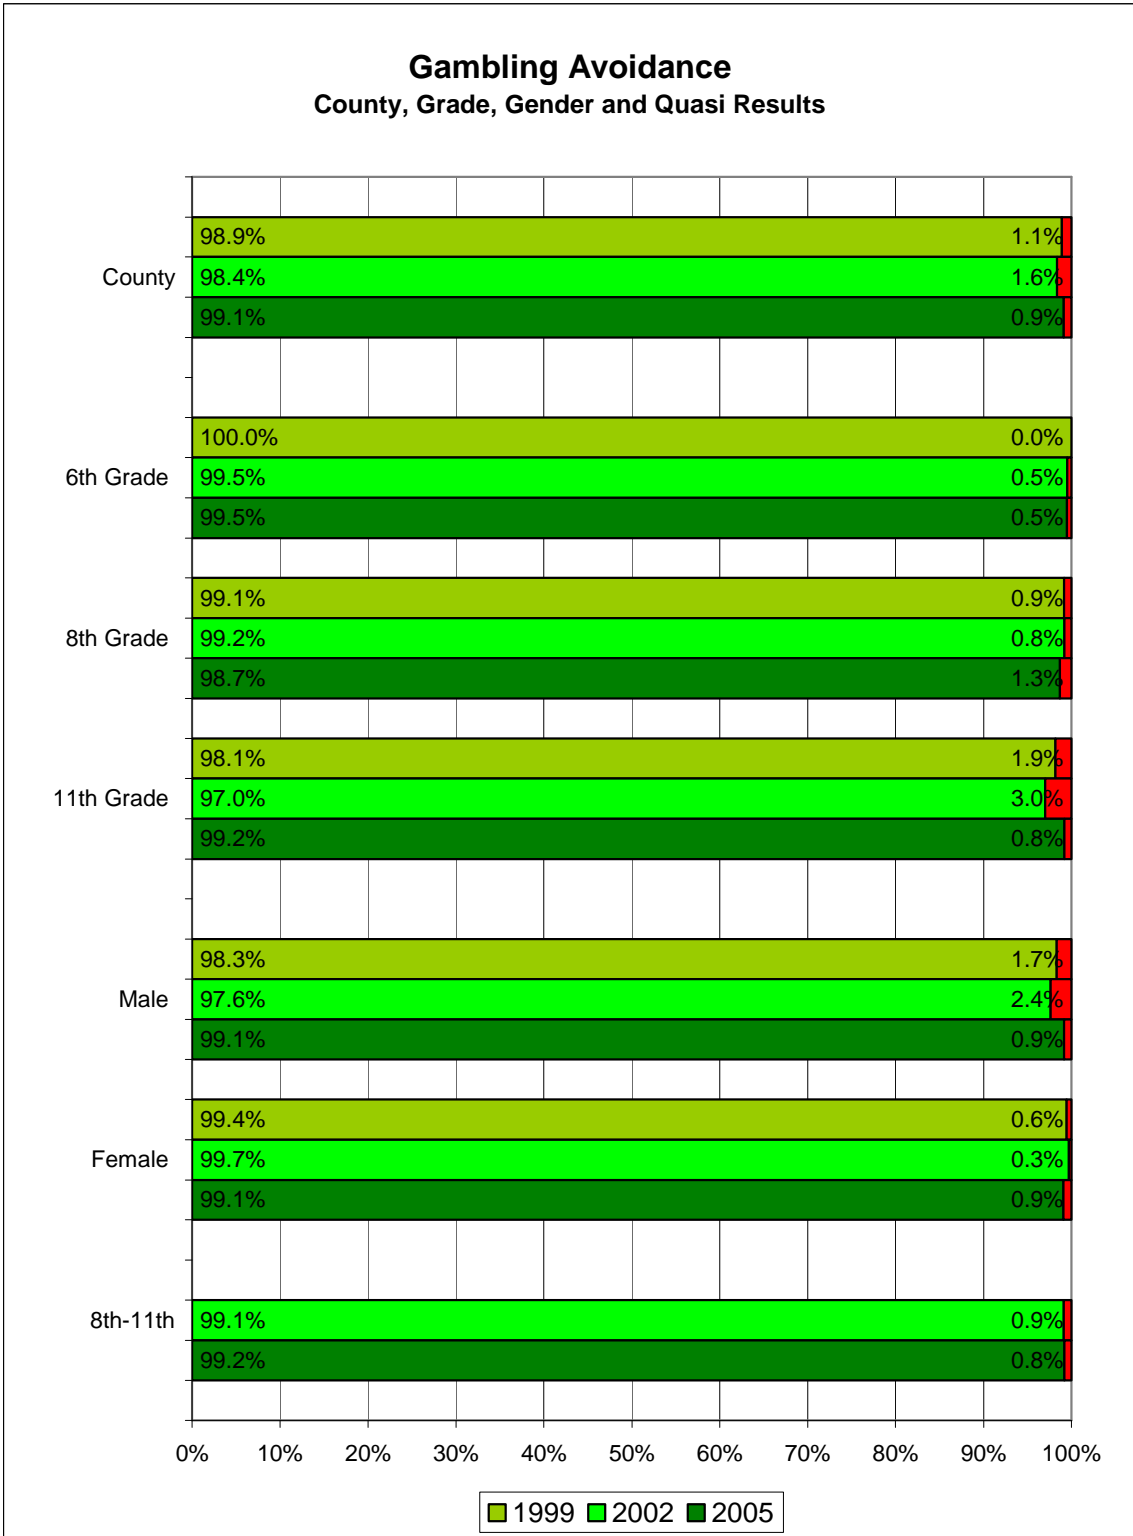 Gambling Avoidance
County, Grade, Gender and Quasi Results
98.9% 1.1%
County 98.4% 1.6%
99.1% 0.9%
100.0% 0.0%
6th Grade 99.5% 0.5%
99.5% 0.5%
99.1% 0.9%
8th Grade 99.2% 0.8%
98.7% 1.3%
98.1% 1.9%
11th Grade 97.0% 3.0%
99.2% 0.8%
98.3% 1.7%
Male 97.6% 2.4%
99.1% 0.9%
99.4% 0.6%
Female 99.7% 0.3%
99.1% 0.9%
8th-11th 99.1% 0.9%
99.2% 0.8%
0% 10% 20% 30% 40% 50% 60% 70% 80% 90% 100%
1999 2002 2005